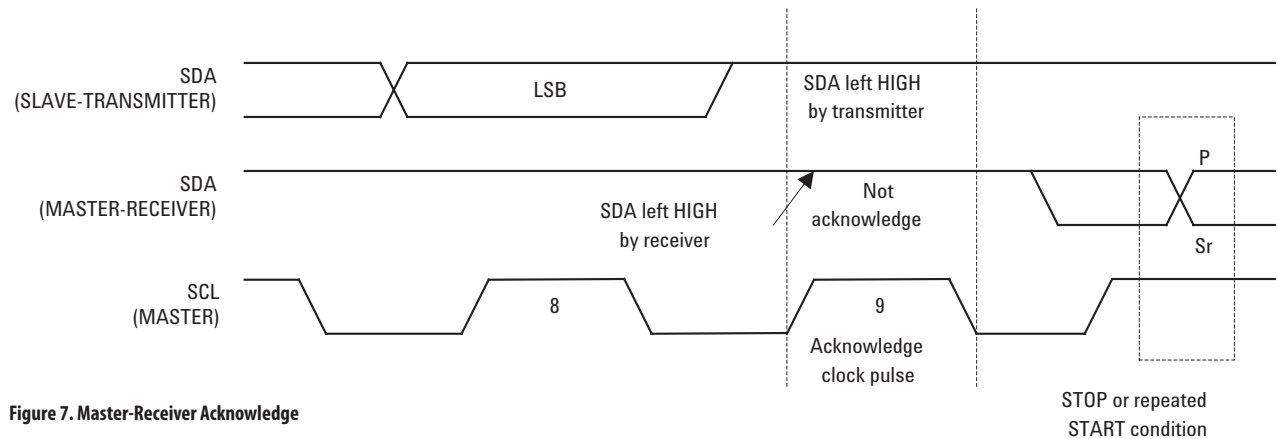 SDA
(SLAVE-TRANSMITTER)
LSB
SDA left HIGH
by transmitter
SDA
(MASTER-RECEIVER)
SDA left HIGH
by receiver
Not
acknowledge
P
Sr
SCL
(MASTER)
8
9
Acknowledge
clock pulse
STOP or repeated
START condition
Figure 7. Master-Receiver Acknowledge